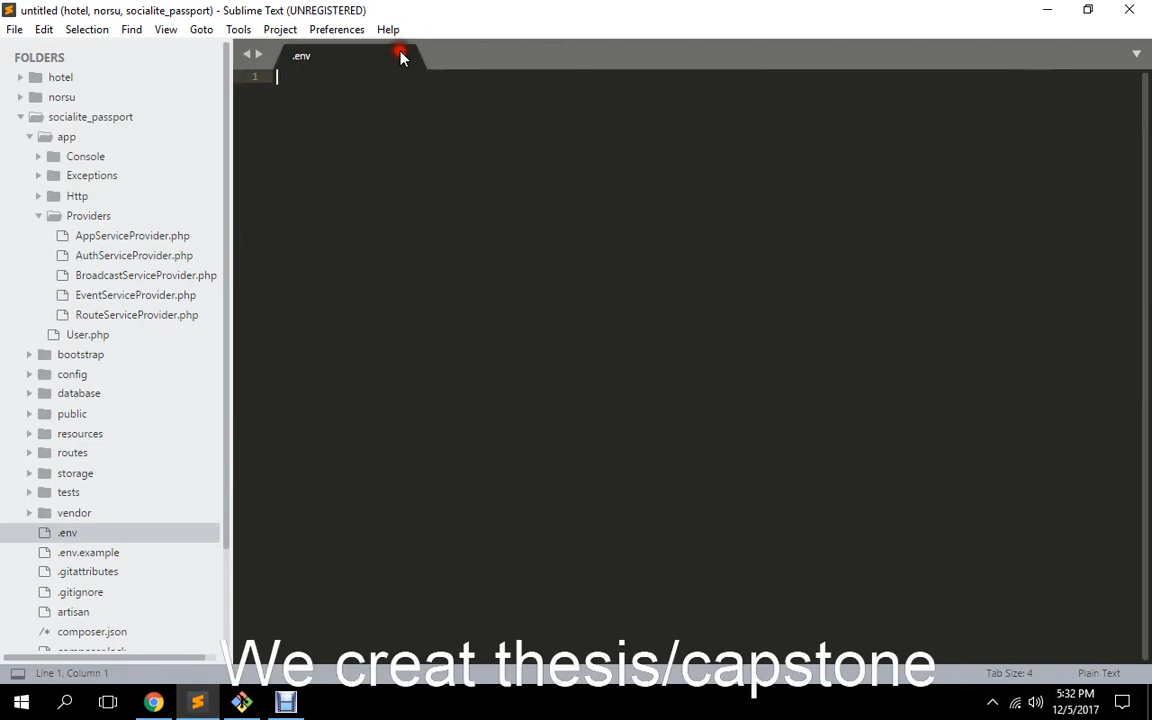 untitled (hotel, norsu, socialite_passport) - Sublime Text (UNREGISTERED)
File Edit Selection Find View Goto Tools Project Preferences Help
FOLDERS
hotel
norsu
socialite_passport
app
Console
Exceptions
Http
Providers
AppServiceProvider.php
AuthServiceProvider.php
BroadcastServiceProvider.php
EventServiceProvider.php
RouteServiceProvider.php
User.php
bootstrap
config
database
public
resources
routes
storage
tests
vendor
.env
.env.example
.gitattributes
.gitignore
artisan
/* composer.json
.env
1
We creat thesis/capstone
Line 1, Column 1
Tab Size: 4
Plain Text
5:32 PM
12/5/2017